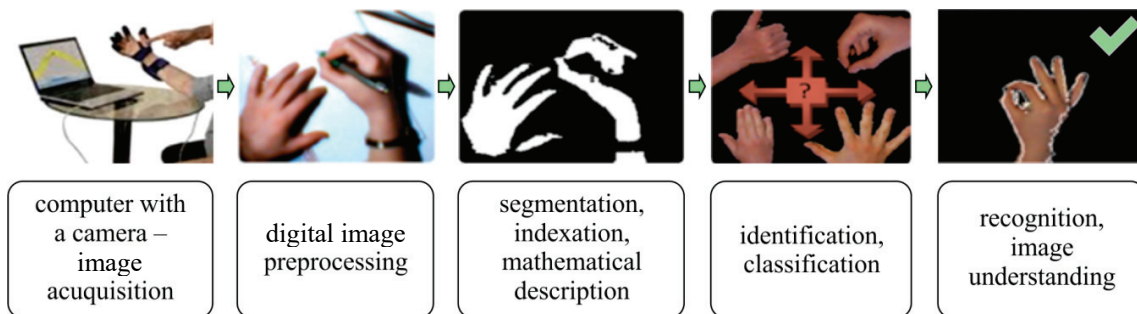 ?
computer with
a camera –
image
acuquisition
digital image
preprocessing
segmentation,
indexation,
mathematical
description
identification,
classification
recognition,
image
understanding